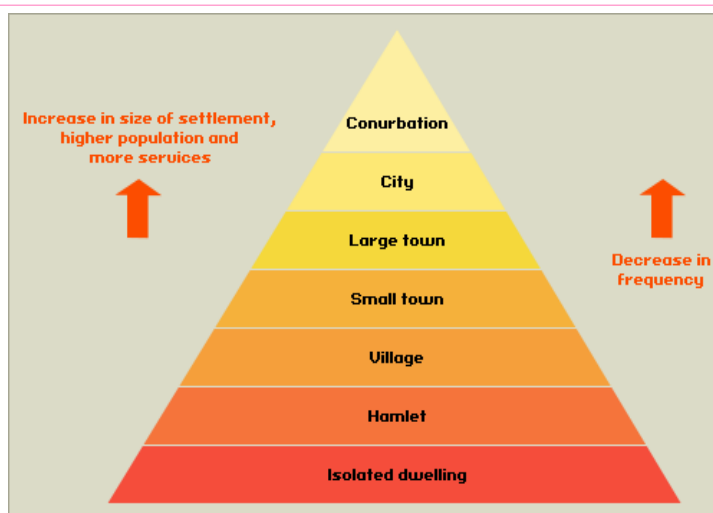 Increase in size of settlement,
higher population and
more services
Conurbation
City
Large town
Decrease in
frequency
Small town
Village
Hamlet
Isolated dwelling